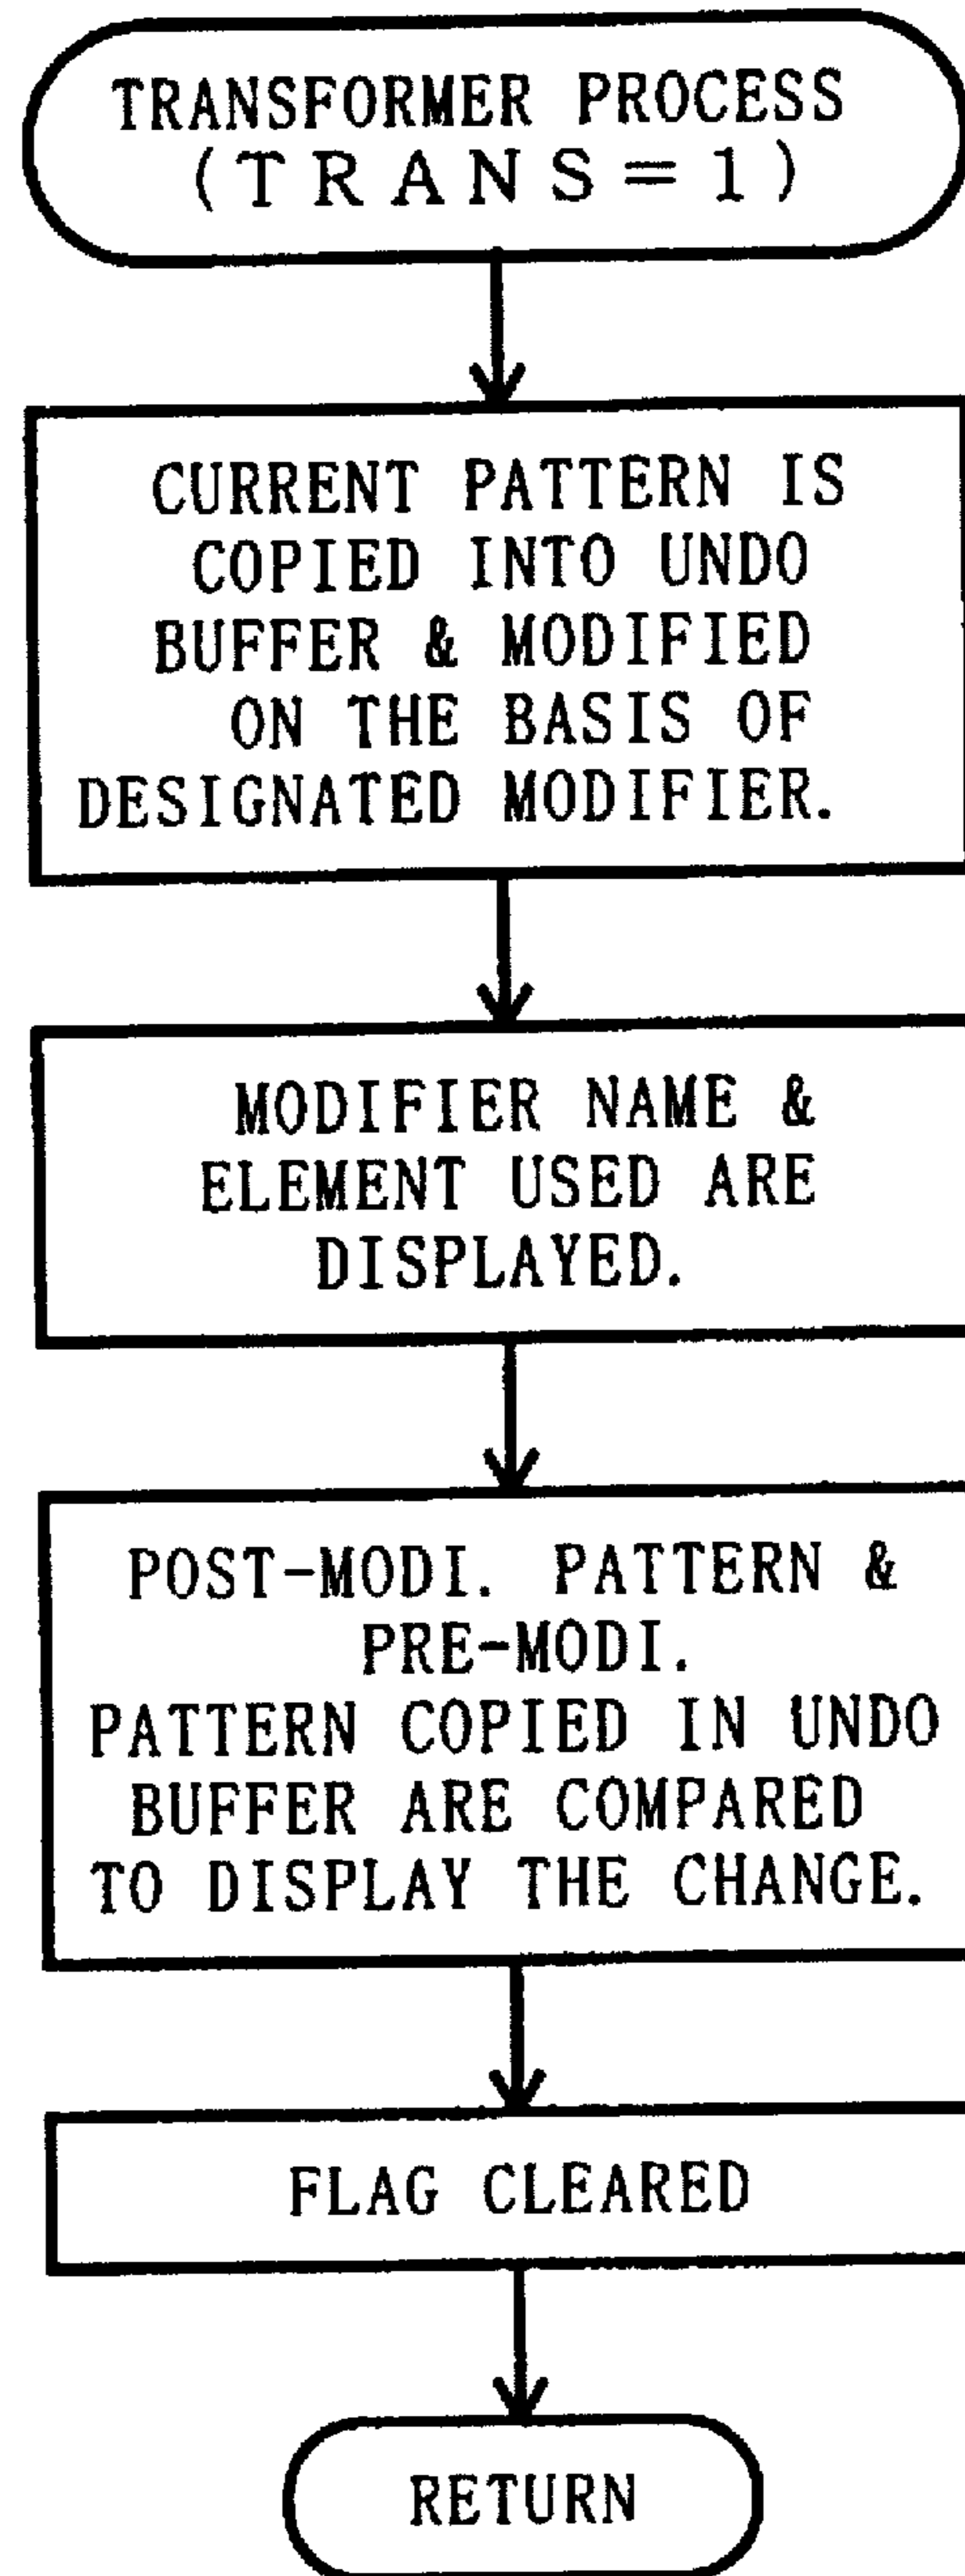 TRANSFORMER PROCESS
(TRANS=1)
CURRENT PATTERN IS
COPIED INTO UNDO
BUFFER & MODIFIED
ON THE BASIS OF
DESIGNATED MODIFIER.
MODIFIER NAME &
ELEMENT USED ARE
DISPLAYED.
POST-MODI. PATTERN &
PRE-MODI.
PATTERN COPIED IN UNDO
BUFFER ARE COMPARED
TO DISPLAY THE CHANGE.
FLAG CLEARED
RETURN